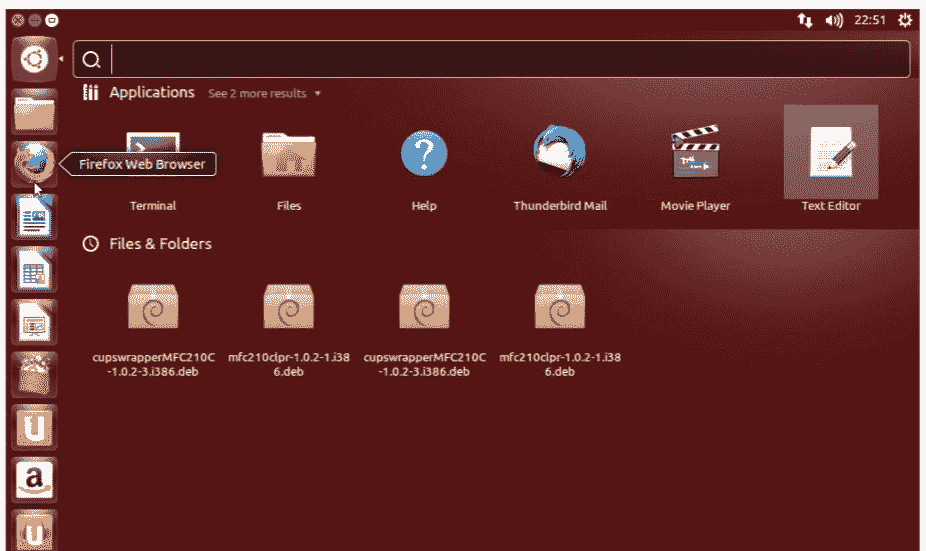 22:51
Applications See 2 more results
Firefox Web Browser
Terminal Files Help Thunderbird Mail Movie Player Text Editor
Files & Folders
cupswrapperMFC210C mfc210clpr-1.0.2-1.i38 cupswrapperMFC210C mfc210clpr-1.0.2-1.i38
-1.0.2-3.i386.deb 6.deb -1.0.2-3.i386.deb 6.deb